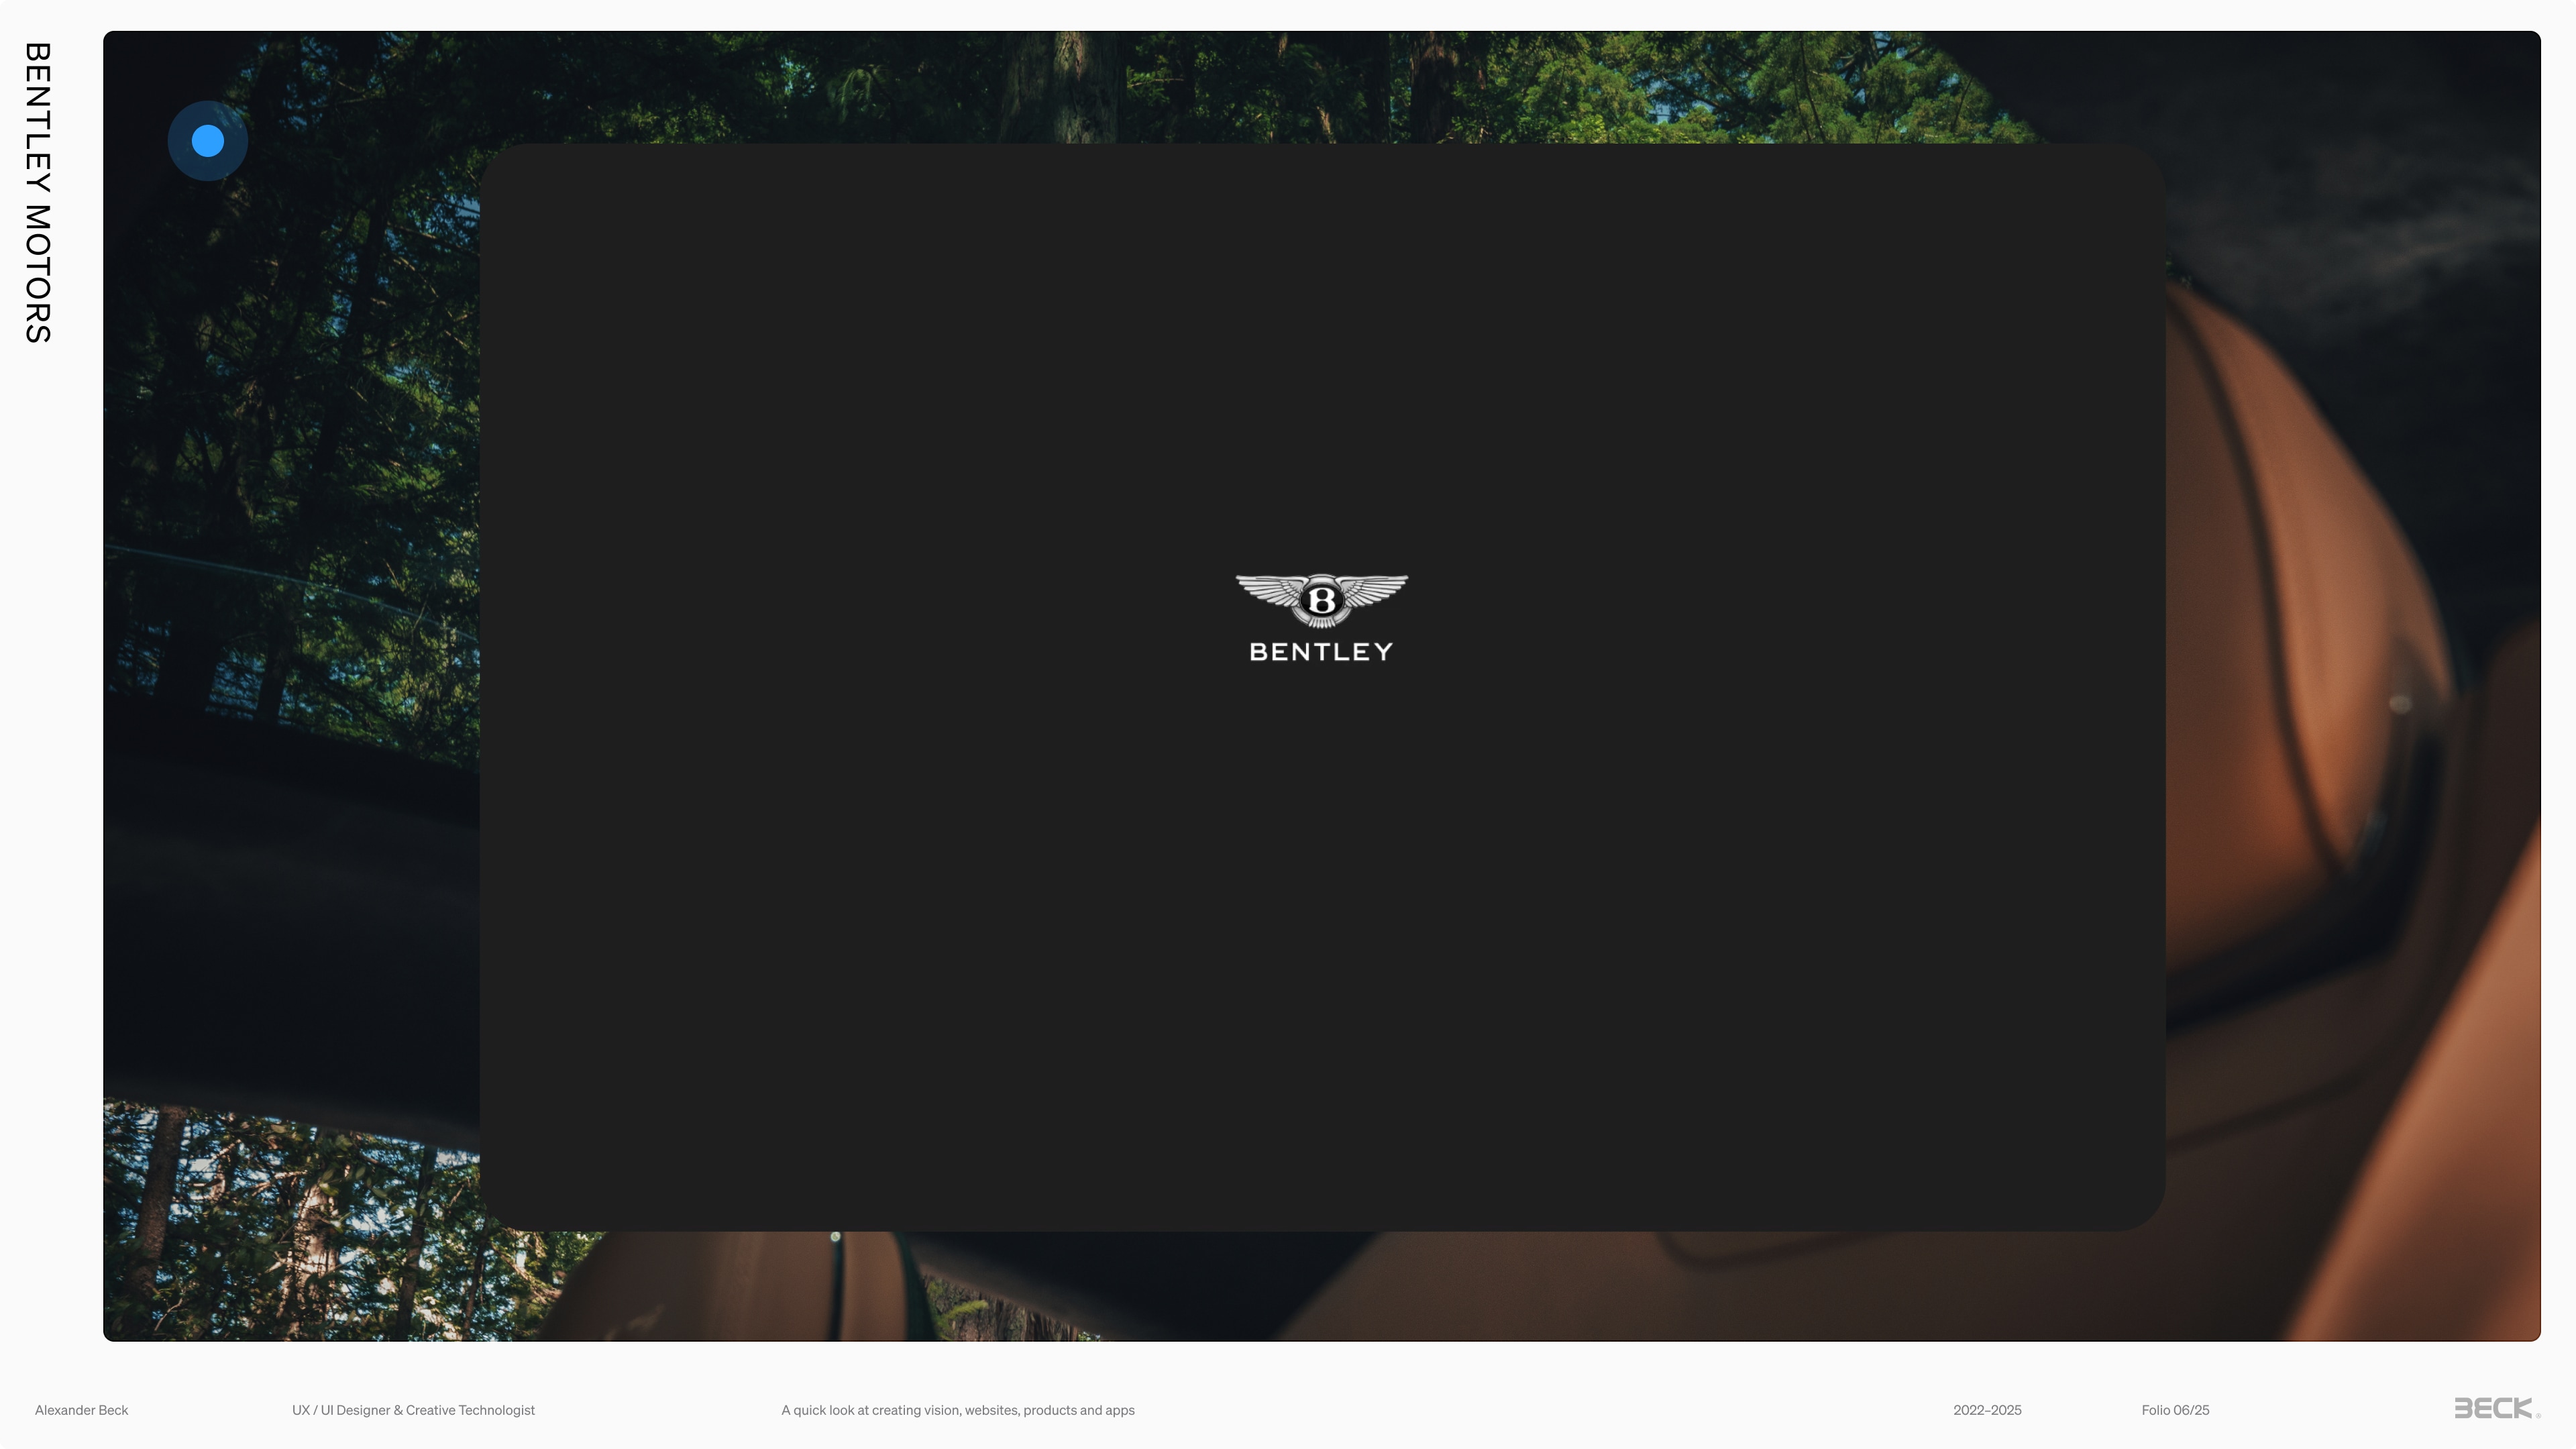 BENTLEY MOTORS
B
BENTLEY
Alexander Beck
UX / UI Designer & Creative Technologist
A quick look at creating vision, websites, products and apps
2022–2025
Folio 06/25
BECK ®